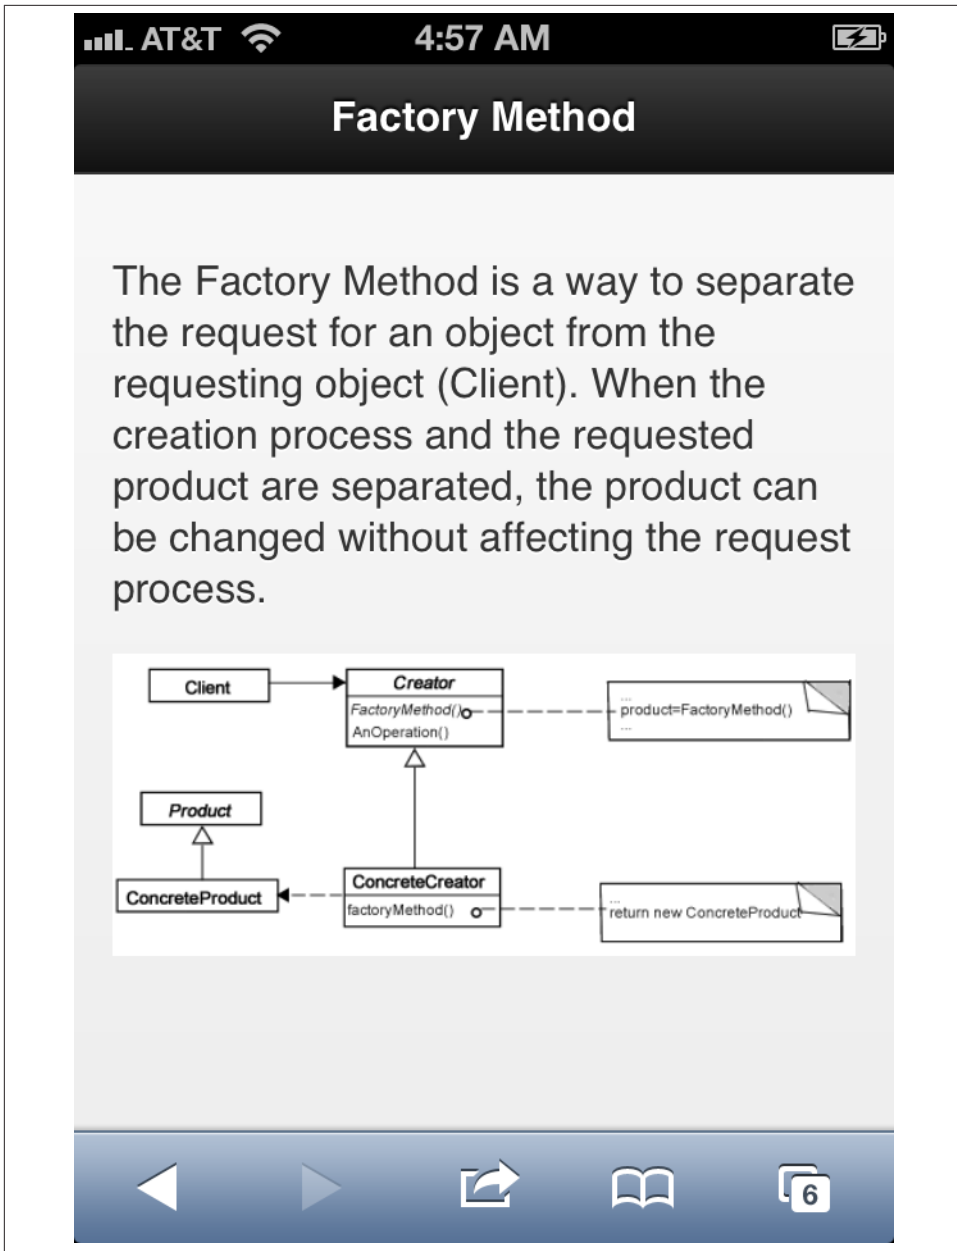 AT&T 4:57 AM
Factory Method
The Factory Method is a way to separate
the request for an object from the
requesting object (Client). When the
creation process and the requested
product are separated, the product can
be changed without affecting the request
process.
Client
Creator
FactoryMethod()
AnOperation()
...
product=FactoryMethod()
...
Product
ConcreteProduct
ConcreteCreator
factoryMethod()
...
return new ConcreteProduct
6